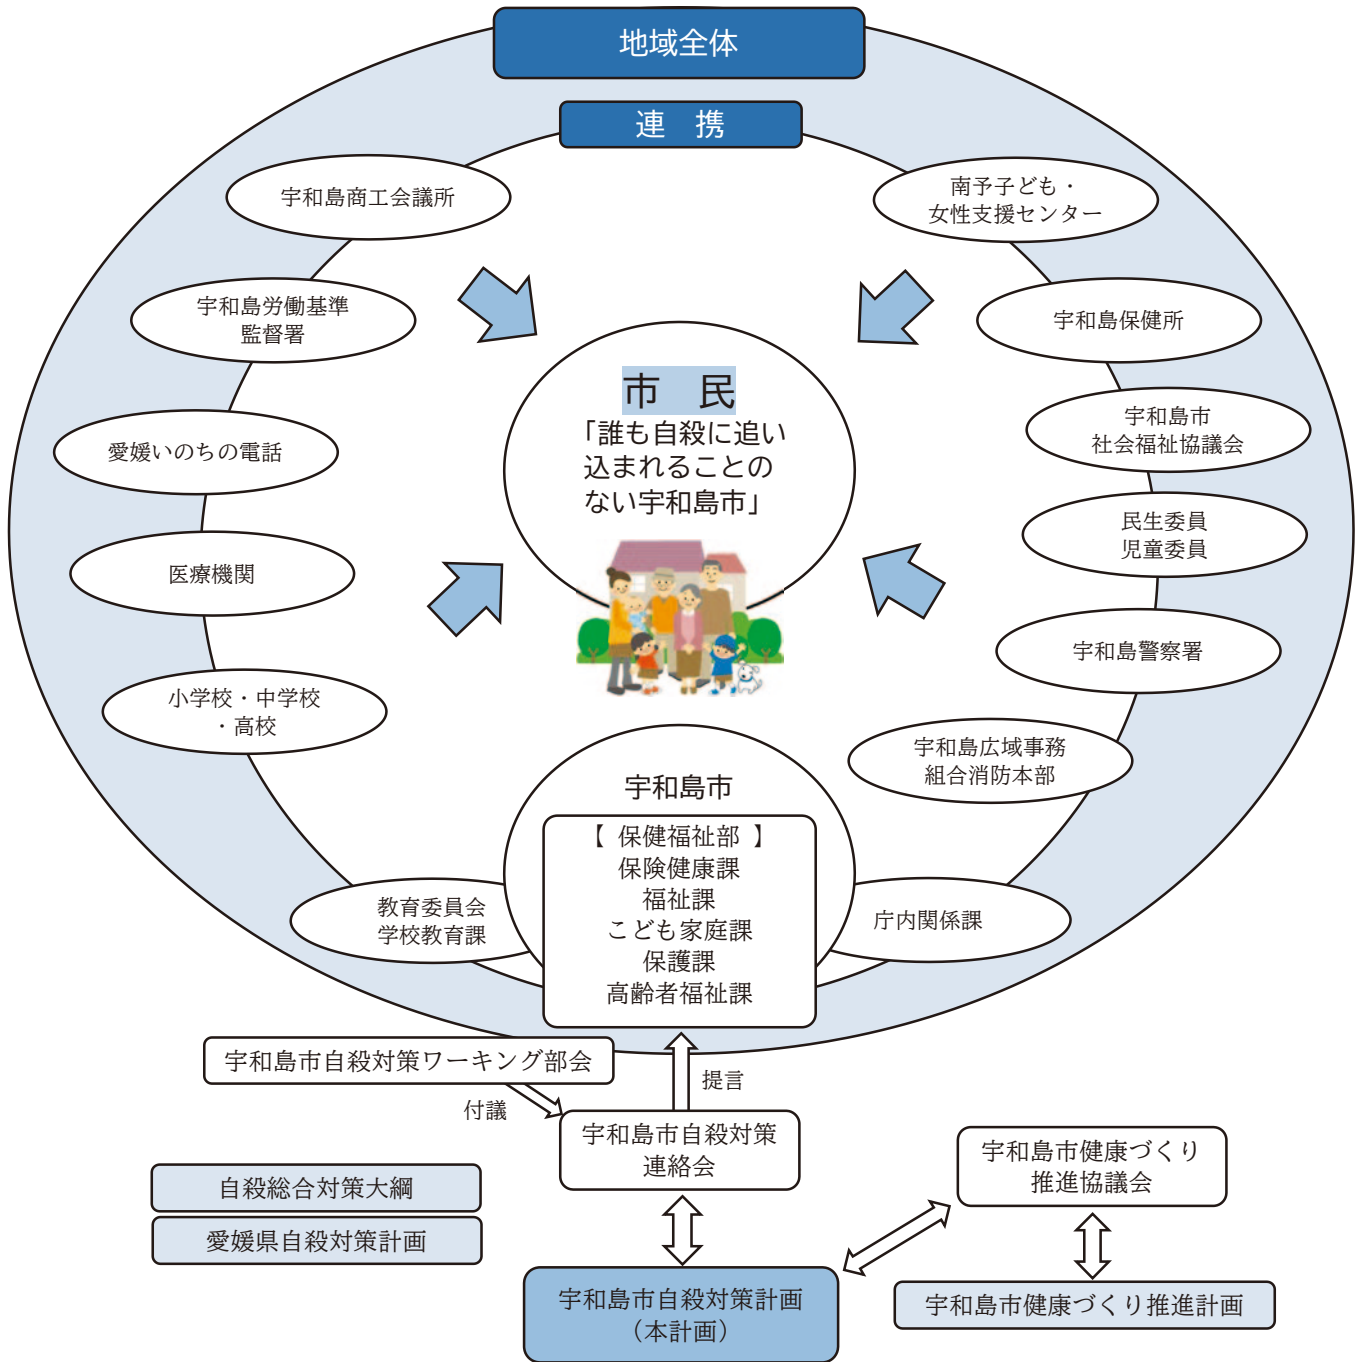 地域全体
連　携
宇和島商工会議所
南予子ども・
女性支援センター
宇和島労働基準
監督署
宇和島保健所
愛媛いのちの電話
宇和島市
社会福祉協議会
市　民
「誰も自殺に追い
込まれることの
ない宇和島市」
医療機関
民生委員
児童委員
小学校・中学校
・高校
宇和島警察署
宇和島広域事務
組合消防本部
宇和島市
【 保健福祉部 】
保険健康課
福祉課
こども家庭課
保護課
高齢者福祉課
教育委員会
学校教育課
庁内関係課
宇和島市自殺対策ワーキング部会
提言
付議
宇和島市自殺対策
連絡会
宇和島市健康づくり
推進協議会
自殺総合対策大綱
愛媛県自殺対策計画
宇和島市自殺対策計画
（本計画）
宇和島市健康づくり推進計画